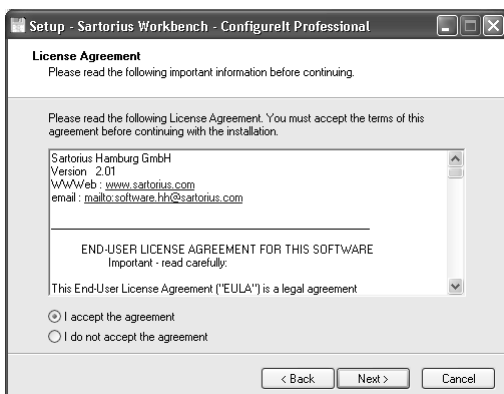 Setup - Sartorius Workbench - ConfigureIt Professional
License Agreement
Please read the following important information before continuing.
Please read the following License Agreement. You must accept the terms of this
agreement before continuing with the installation.
Sartorius Hamburg GmbH
Version 2.01
WWWeb : www.sartorius.com
email : mailto:software.hh@sartorius.com
END-USER LICENSE AGREEMENT FOR THIS SOFTWARE
Important - read carefully:
This End-User License Agreement ("EULA") is a legal agreement
I accept the agreement
I do not accept the agreement
< Back Next > Cancel